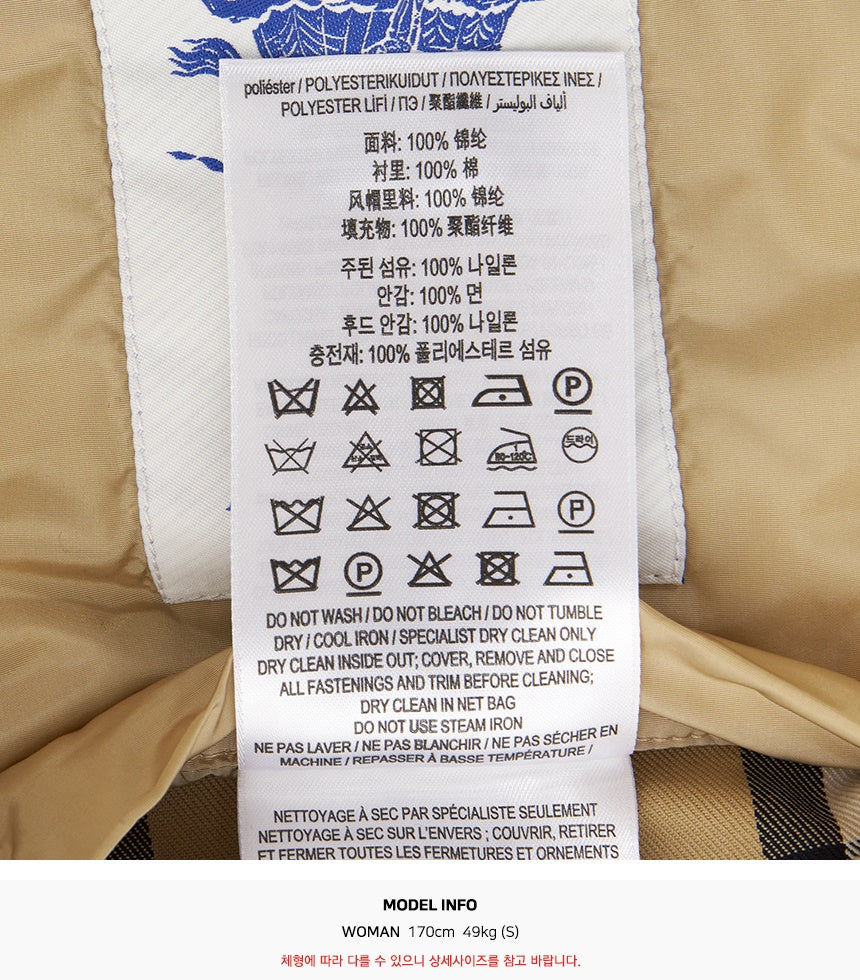 poliéster / POLYESTERIKUIDUT / ΠΟΛΥΕΣΤΕΡΙΚΕΣ ΙΝΕΣ /
POLYESTER LİFİ / ПЭ / 聚酯纖維 / ألياف البوليستر
面料: 100% 锦纶
衬里: 100% 棉
风帽里料: 100% 锦纶
填充物: 100% 聚酯纤维
주된 섬유: 100% 나일론
안감: 100% 면
후드 안감: 100% 나일론
충전재: 100% 폴리에스테르 섬유
P
1
80-120℃
드라이
P
P
DO NOT WASH / DO NOT BLEACH / DO NOT TUMBLE
DRY / COOL IRON / SPECIALIST DRY CLEAN ONLY
DRY CLEAN INSIDE OUT; COVER, REMOVE AND CLOSE
ALL FASTENINGS AND TRIM BEFORE CLEANING;
DRY CLEAN IN NET BAG
DO NOT USE STEAM IRON
NE PAS LAVER / NE PAS BLANCHIR / NE PAS SÉCHER EN
MACHINE / REPASSER À BASSE TEMPÉRATURE /
NETTOYAGE À SEC PAR SPÉCIALISTE SEULEMENT
NETTOYAGE À SEC SUR L'ENVERS ; COUVRIR, RETIRER
ET FERMER TOUTES LES FERMETURES ET ORNEMENTS
MODEL INFO
WOMAN 170cm 49kg (S)
체형에 따라 다를 수 있으니 상세사이즈를 참고 바랍니다.